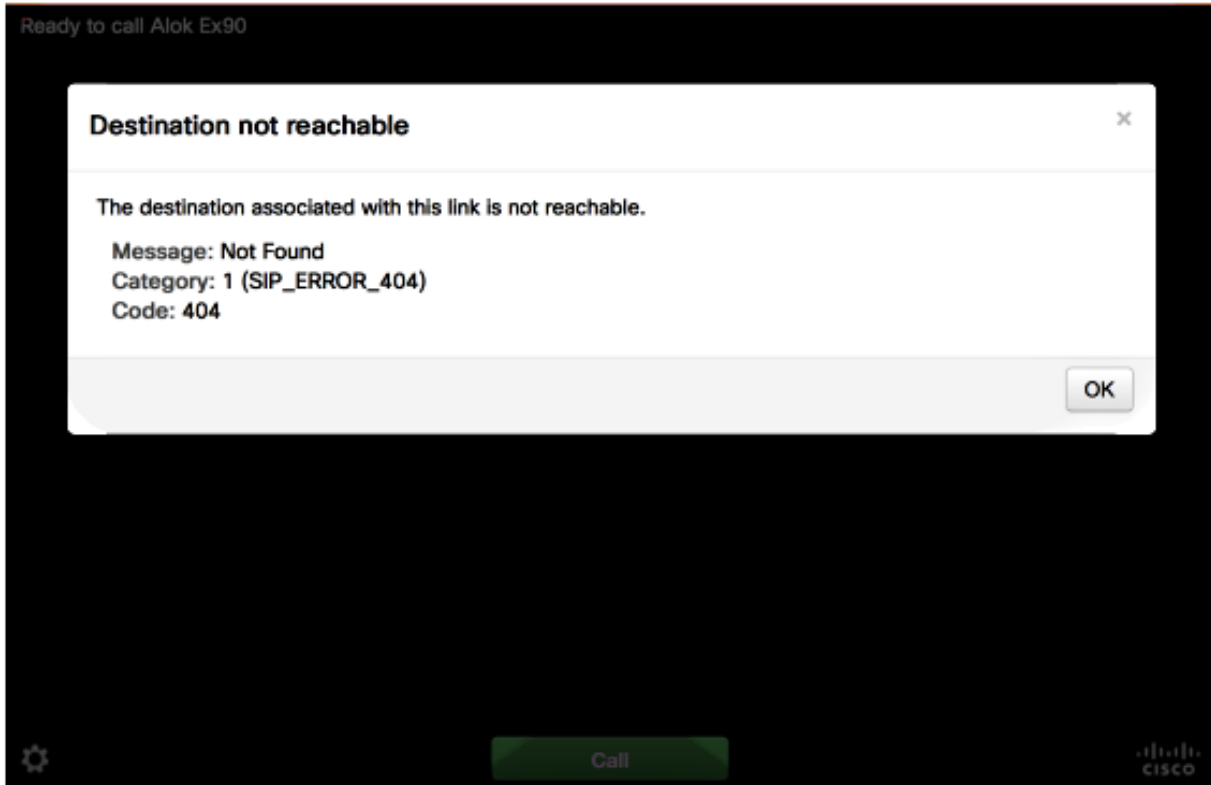 Ready to call Alok Ex90
Destination not reachable
×
The destination associated with this link is not reachable.
Message: Not Found
Category: 1 (SIP_ERROR_404)
Code: 404
OK
Call
CISCO